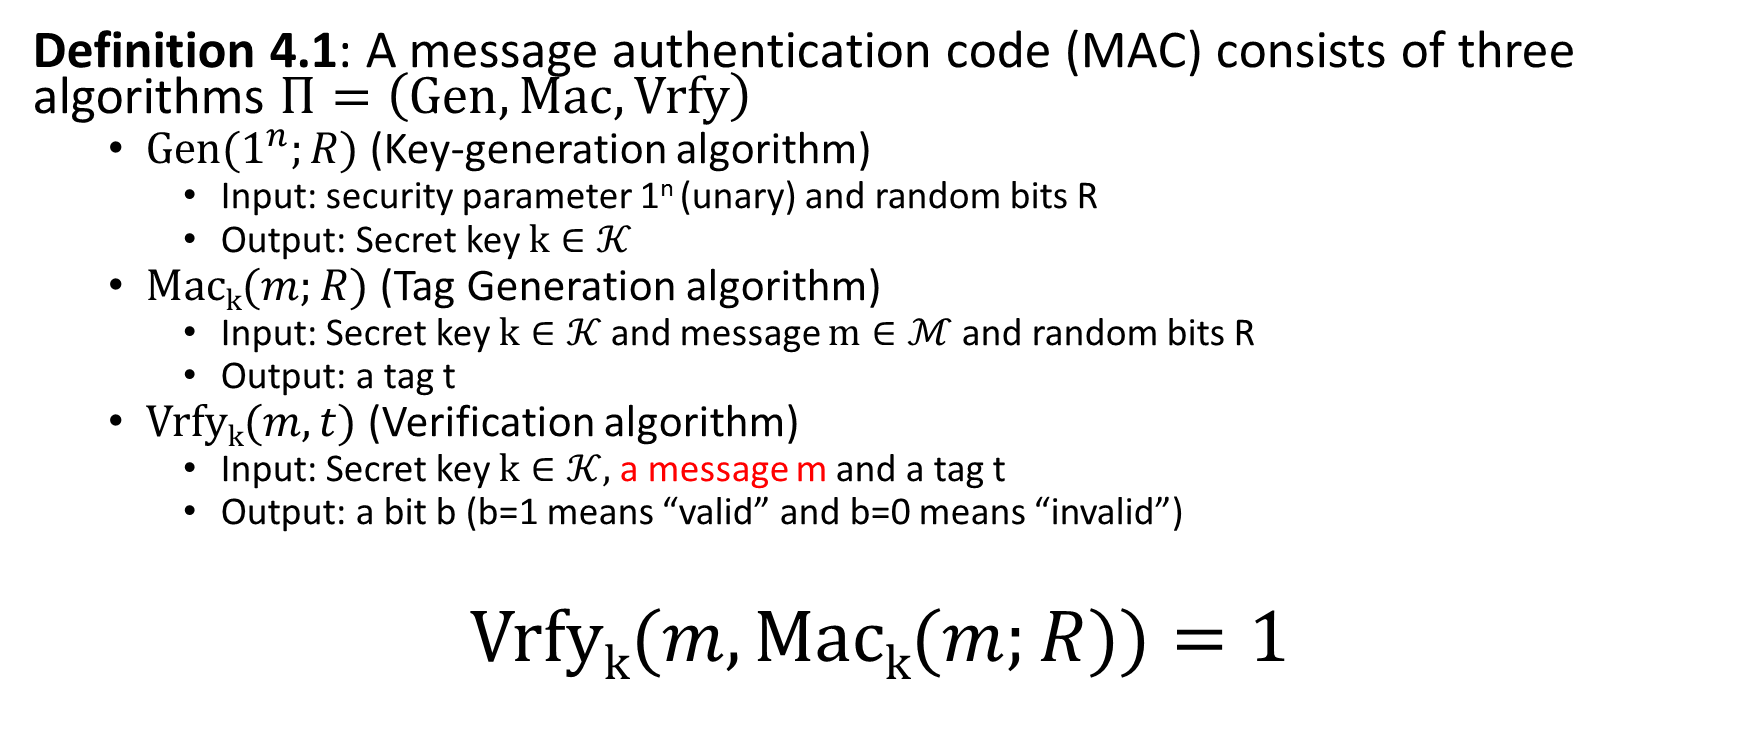 Definition 4.1: A message authentication code (MAC) consists of three
algorithms Π = (Gen, Mac, Vrfy)
• Gen(1ⁿ; R) (Key-generation algorithm)
• Input: security parameter 1ⁿ (unary) and random bits R
• Output: Secret key k ∈ 𝒦
• Macₖ(m; R) (Tag Generation algorithm)
• Input: Secret key k ∈ 𝒦 and message m ∈ ℳ and random bits R
• Output: a tag t
• Vrfyₖ(m, t) (Verification algorithm)
• Input: Secret key k ∈ 𝒦, a message m and a tag t
• Output: a bit b (b=1 means “valid” and b=0 means “invalid”)
Vrfyₖ(m, Macₖ(m; R)) = 1